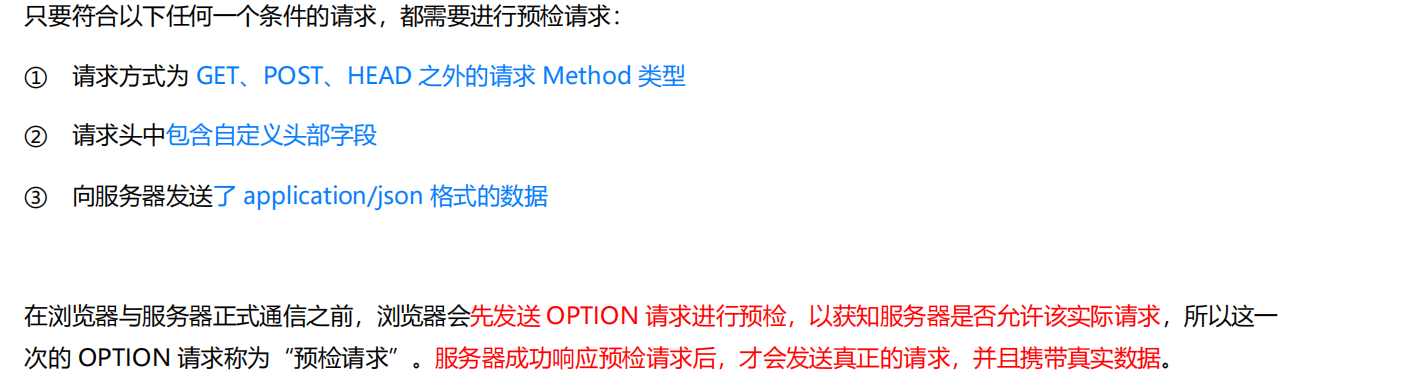 只要符合以下任何一个条件的请求，都需要进行预检请求：
① 请求方式为 GET、POST、HEAD 之外的请求 Method 类型
② 请求头中包含自定义头部字段
③ 向服务器发送了 application/json 格式的数据
在浏览器与服务器正式通信之前，浏览器会先发送 OPTION 请求进行预检，以获知服务器是否允许该实际请求，所以这一
次的 OPTION 请求称为“预检请求”。服务器成功响应预检请求后，才会发送真正的请求，并且携带真实数据。